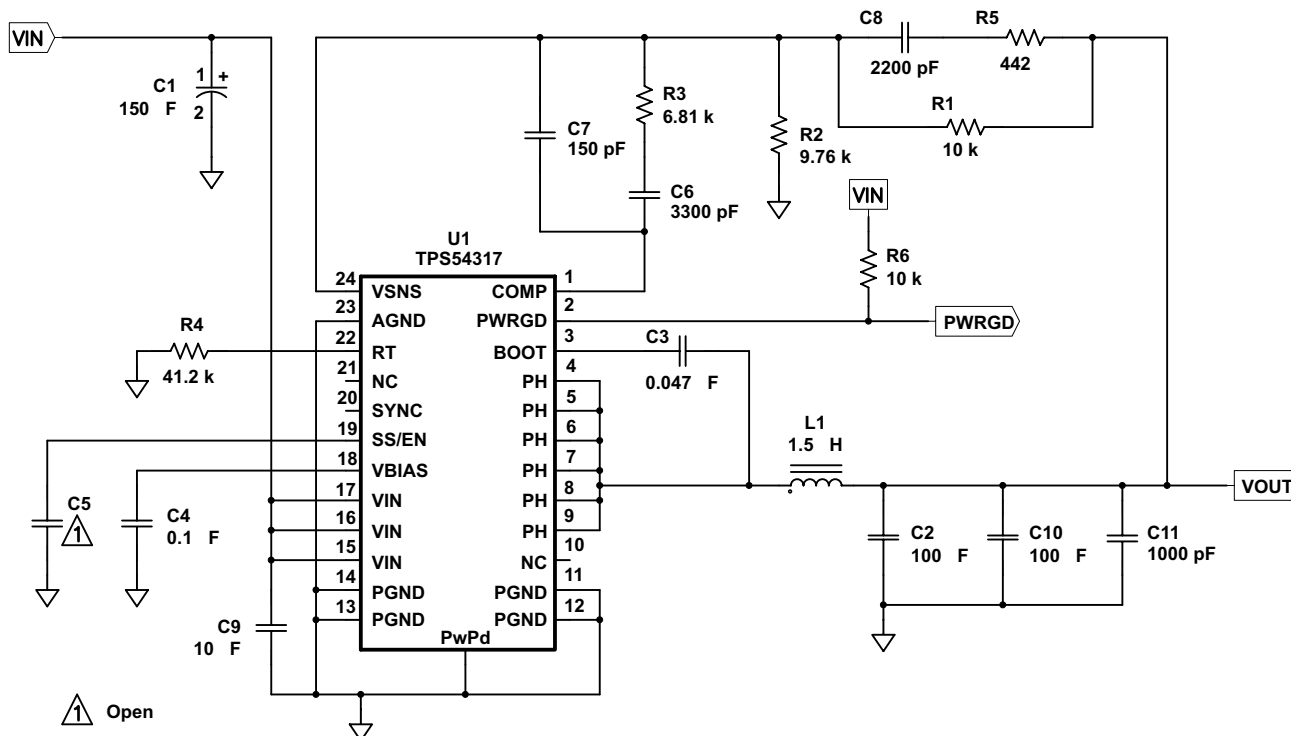 VIN
C1
150 F
1
+
2
C8
2200 pF
R5
442
R1
10 k
R3
6.81 k
C7
150 pF
C6
3300 pF
R2
9.76 k
VIN
R6
10 k
PWRGD
U1
TPS54317
24 VSNS COMP 1
23 AGND PWRGD 2
22 RT BOOT 3
21 NC PH 4
20 SYNC PH 5
19 SS/EN PH 6
18 VBIAS PH 7
17 VIN PH 8
16 VIN PH 9
15 VIN NC 10
14 PGND PGND 11
13 PGND PGND 12
PwPd
R4
41.2 k
C3
0.047 F
L1
1.5 H
VOUT
C5
1
C4
0.1 F
C2
100 F
C10
100 F
C11
1000 pF
C9
10 F
1 Open